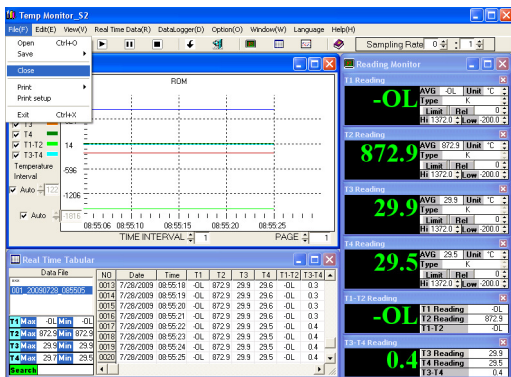 Temp Monitor_S2
File(F) Edit(E) View(V) Real Time Data(R) DataLogger(D) Option(O) Window(W) Language Help(H)
Open Ctrl+O
Save
Close
Print
Print setup
Exit Ctrl+X
Sampling Rate 0 : 1
RDM
T3
T4
T1-T2
T3-T4
14
-596
-1206
-1816
Temperature
Interval
Auto 122
Auto
08:55:06 08:55:10 08:55:15 08:55:20 08:55:25
TIME INTERVAL 1 PAGE 1
Reading Monitor
T1 Reading
-OL
AVG -OL Unit °C
Type K
Limit Rel 0
Hi 1372.0 Low -200.0
T2 Reading
872.9
AVG 872.9 Unit °C
Type K
Limit Rel 0
Hi 1372.0 Low -200.0
T3 Reading
29.9
AVG 29.9 Unit °C
Type K
Limit Rel 0
Hi 1372.0 Low -200.0
T4 Reading
29.5
AVG 29.5 Unit °C
Type K
Limit Rel 0
Hi 1372.0 Low -200.0
T1-T2 Reading
-OL
T1 Reading -OL
T2 Reading 872.9
T1-T2 -OL
T3-T4 Reading
0.4
T3 Reading 29.9
T4 Reading 29.5
T3-T4 0.4
Real Time Tabular
Data File
001_20090728_085505
T1 Max -OL Min -OL
T2 Max 872.9 Min 872.9
T3 Max 29.9 Min 29.9
T4 Max 29.7 Min 29.5
Search
NO Date Time T1 T2 T3 T4 T1-T2 T3-T4
0013 7/28/2009 08:55:18 -OL 872.9 29.9 29.6 -OL 0.3
0014 7/28/2009 08:55:19 -OL 872.9 29.9 29.6 -OL 0.3
0015 7/28/2009 08:55:20 -OL 872.9 29.9 29.6 -OL 0.3
0016 7/28/2009 08:55:21 -OL 872.9 29.9 29.6 -OL 0.3
0017 7/28/2009 08:55:22 -OL 872.9 29.9 29.5 -OL 0.4
0018 7/28/2009 08:55:23 -OL 872.9 29.9 29.5 -OL 0.4
0019 7/28/2009 08:55:24 -OL 872.9 29.9 29.5 -OL 0.4
0020 7/28/2009 08:55:25 -OL 872.9 29.9 29.5 -OL 0.4